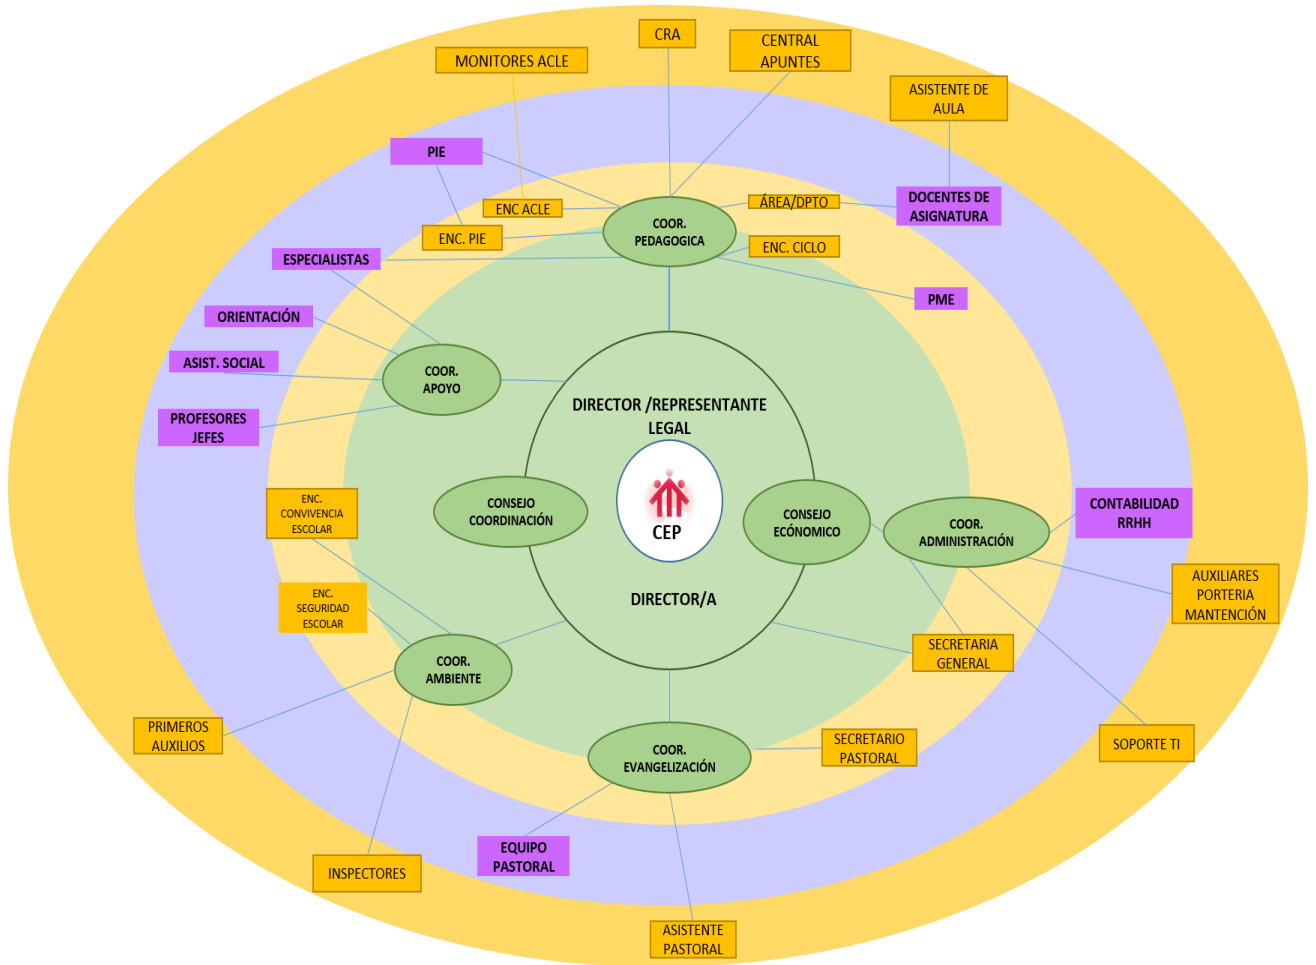 CRA
CENTRAL
APUNTES
MONITORES ACLE
ASISTENTE DE
AULA
PIE
ENC ACLE
ÁREA/DPTO
DOCENTES DE
ASIGNATURA
COOR.
PEDAGOGICA
ENC. PIE
ENC. CICLO
ESPECIALISTAS
PME
ORIENTACIÓN
ASIST. SOCIAL
COOR.
APOYO
PROFESORES
JEFES
DIRECTOR /REPRESENTANTE
LEGAL
ENC.
CONVIVENCIA
ESCOLAR
CONSEJO
COORDINACIÓN
CEP
CONSEJO
ECÓNOMICO
COOR.
ADMINISTRACIÓN
CONTABILIDAD
RRHH
ENC.
SEGURIDAD
ESCOLAR
DIRECTOR/A
AUXILIARES
PORTERIA
MANTENCIÓN
COOR.
AMBIENTE
SECRETARIA
GENERAL
PRIMEROS
AUXILIOS
COOR.
EVANGELIZACIÓN
SECRETARIO
PASTORAL
SOPORTE TI
EQUIPO
PASTORAL
INSPECTORES
ASISTENTE
PASTORAL